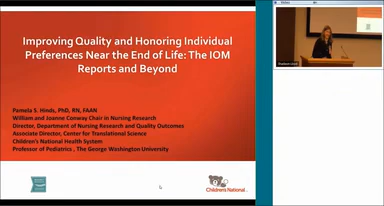 Improving Quality and Honoring Individual
Preferences Near the End of Life: The IOM
Reports and Beyond
Pamela S. Hinds, PhD, RN, FAAN
William and Joanne Conway Chair in Nursing Research
Director, Department of Nursing Research and Quality Outcomes
Associate Director, Center for Translational Science
Children's National Health System
Professor of Pediatrics , The George Washington University
Children's National